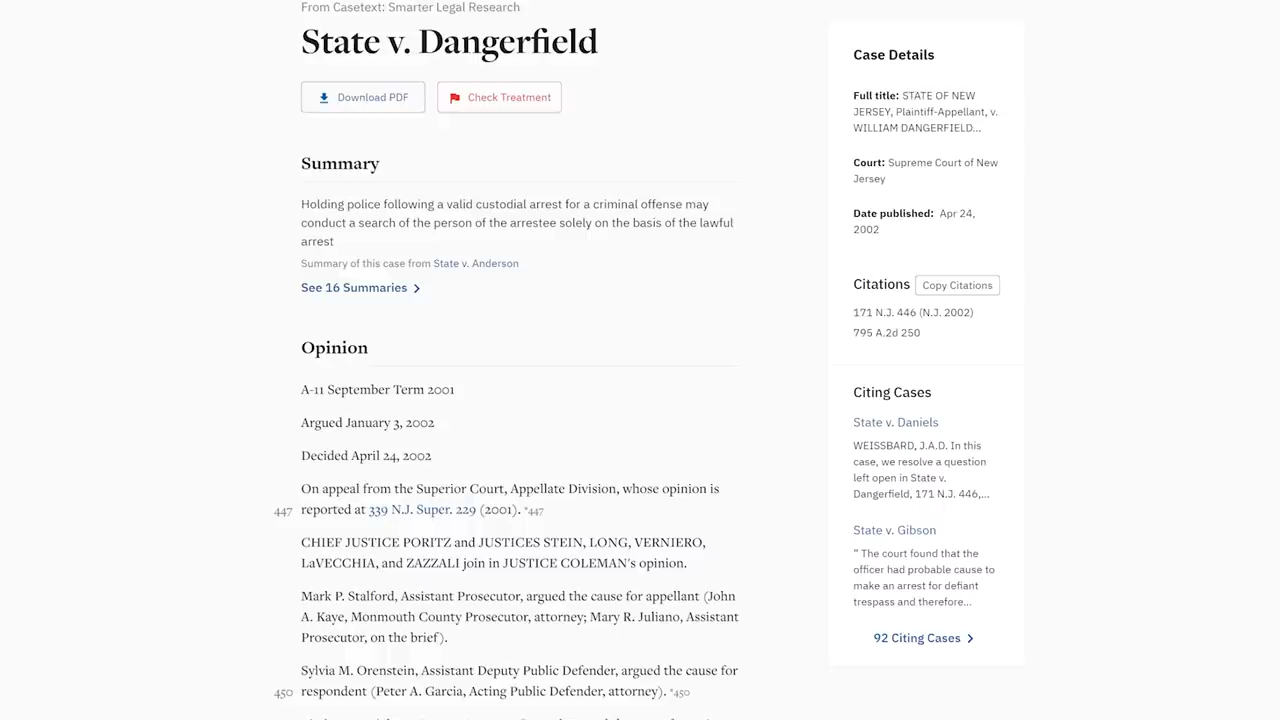 From Casetext: Smarter Legal Research
State v. Dangerfield
Download PDF
Check Treatment
Summary
Holding police following a valid custodial arrest for a criminal offense may
conduct a search of the person of the arrestee solely on the basis of the lawful
arrest
Summary of this case from State v. Anderson
See 16 Summaries
Opinion
A-11 September Term 2001
Argued January 3, 2002
Decided April 24, 2002
On appeal from the Superior Court, Appellate Division, whose opinion is
447 reported at 339 N.J. Super. 229 (2001). *447
CHIEF JUSTICE PORITZ and JUSTICES STEIN, LONG, VERNIERO,
LaVECCHIA, and ZAZZALI join in JUSTICE COLEMAN's opinion.
Mark P. Stalford, Assistant Prosecutor, argued the cause for appellant (John
A. Kaye, Monmouth County Prosecutor, attorney; Mary R. Juliano, Assistant
Prosecutor, on the brief).
Sylvia M. Orenstein, Assistant Deputy Public Defender, argued the cause for
450 respondent (Peter A. Garcia, Acting Public Defender, attorney). *450
Case Details
Full title: STATE OF NEW
JERSEY, Plaintiff-Appellant, v.
WILLIAM DANGERFIELD...
Court: Supreme Court of New
Jersey
Date published: Apr 24,
2002
Citations
Copy Citations
171 N.J. 446 (N.J. 2002)
795 A.2d 250
Citing Cases
State v. Daniels
WEISSBARD, J.A.D. In this
case, we resolve a question
left open in State v.
Dangerfield, 171 N.J. 446,...
State v. Gibson
" The court found that the
officer had probable cause to
make an arrest for defiant
trespass and therefore...
92 Citing Cases